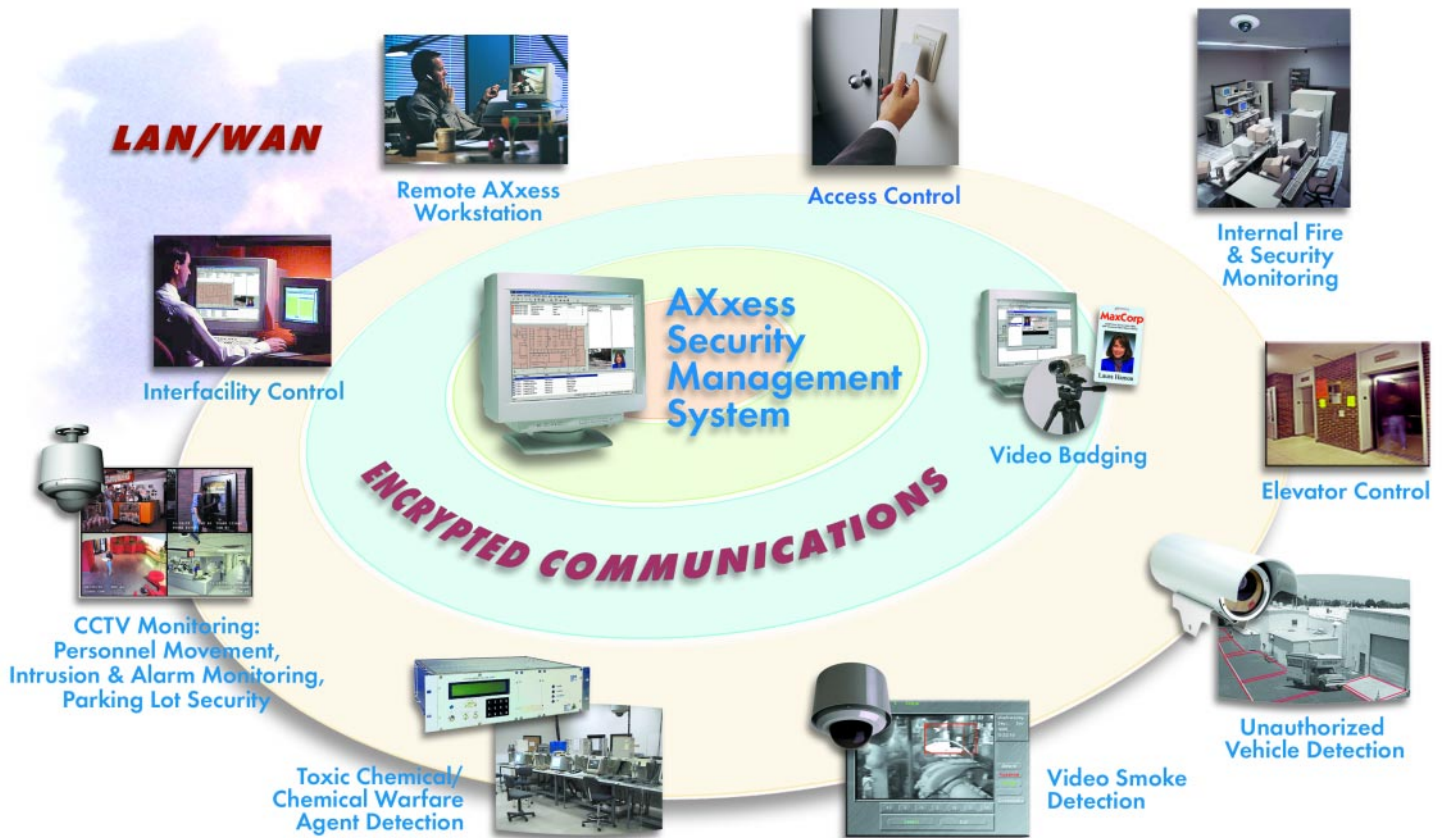 LAN/WAN
Remote AXxess
Workstation
Access Control
Internal Fire
& Security
Monitoring
Interfacility Control
AXxess
Security
Management
System
MaxCorp
Video Badging
Elevator Control
ENCRYPTED COMMUNICATIONS
CCTV Monitoring:
Personnel Movement,
Intrusion & Alarm Monitoring,
Parking Lot Security
Toxic Chemical/
Chemical Warfare
Agent Detection
Video Smoke
Detection
Unauthorized
Vehicle Detection